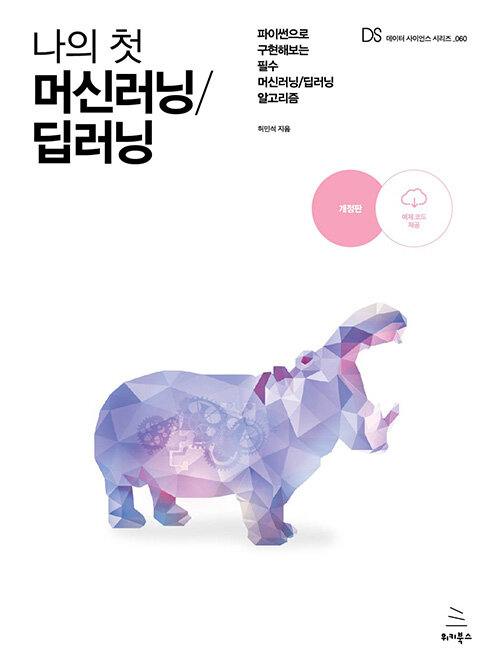 나의 첫
머신러닝/
딥러닝
파이썬으로
구현해보는
필수
머신러닝/딥러닝
알고리즘
허민석 지음
DS 데이터 사이언스 시리즈_060
개정판
예제 코드
제공
위키북스